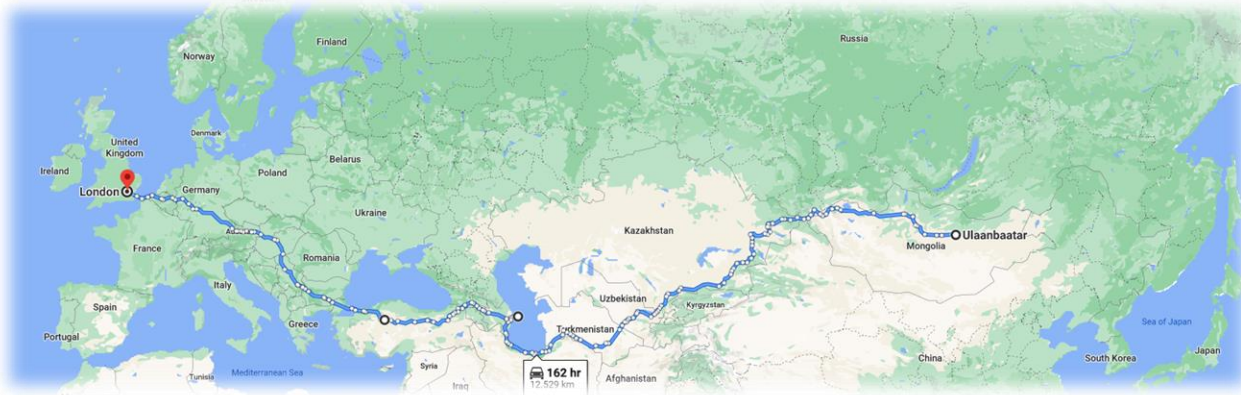 Finland
Norway
Russia
Denmark
United
Kingdom
Ireland
Belarus
Poland
London
Germany
Ukraine
Kazakhstan
Ulaanbaatar
Mongolia
France
Romania
Italy
Uzbekistan
Spain
Kyrgyzstan
Greece
Sea of Japan
Portugal
Turkmenistan
South Korea
Japan
China
Syria
Tunisia
Mediterranean Sea
162 hr
Afghanistan
12,529 km
Iraq